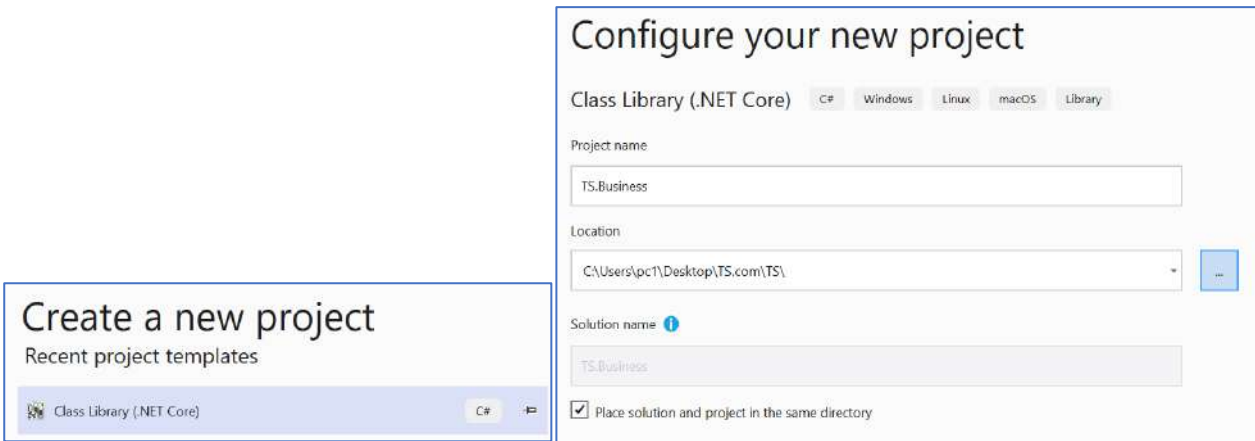 Create a new project
Recent project templates
Class Library (.NET Core) C#
Configure your new project
Class Library (.NET Core) C# Windows Linux macOS Library
Project name
TS.Business
Location
C:\Users\pc1\Desktop\TS.com\TS\
...
Solution name
TS.Business
Place solution and project in the same directory